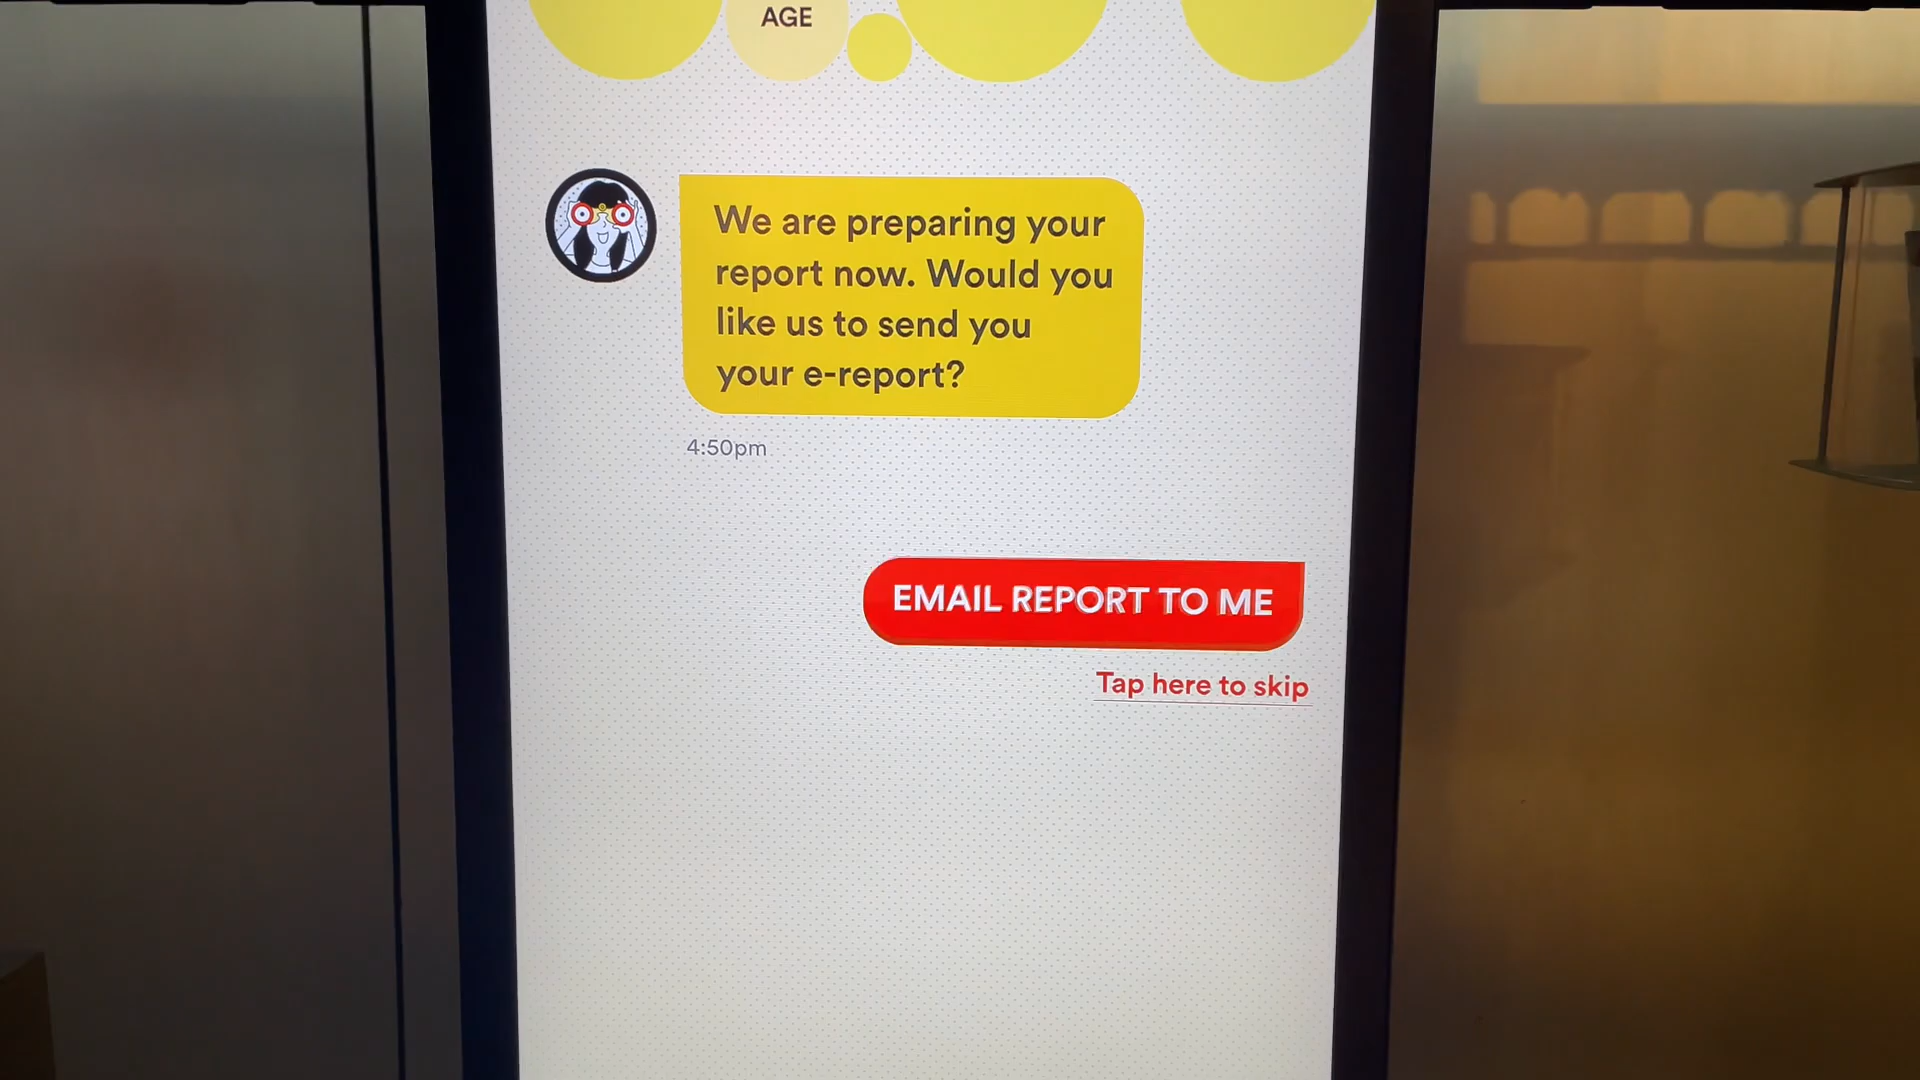 AGE
We are preparing your
report now. Would you
like us to send you
your e-report?
4:50pm
EMAIL REPORT TO ME
Tap here to skip